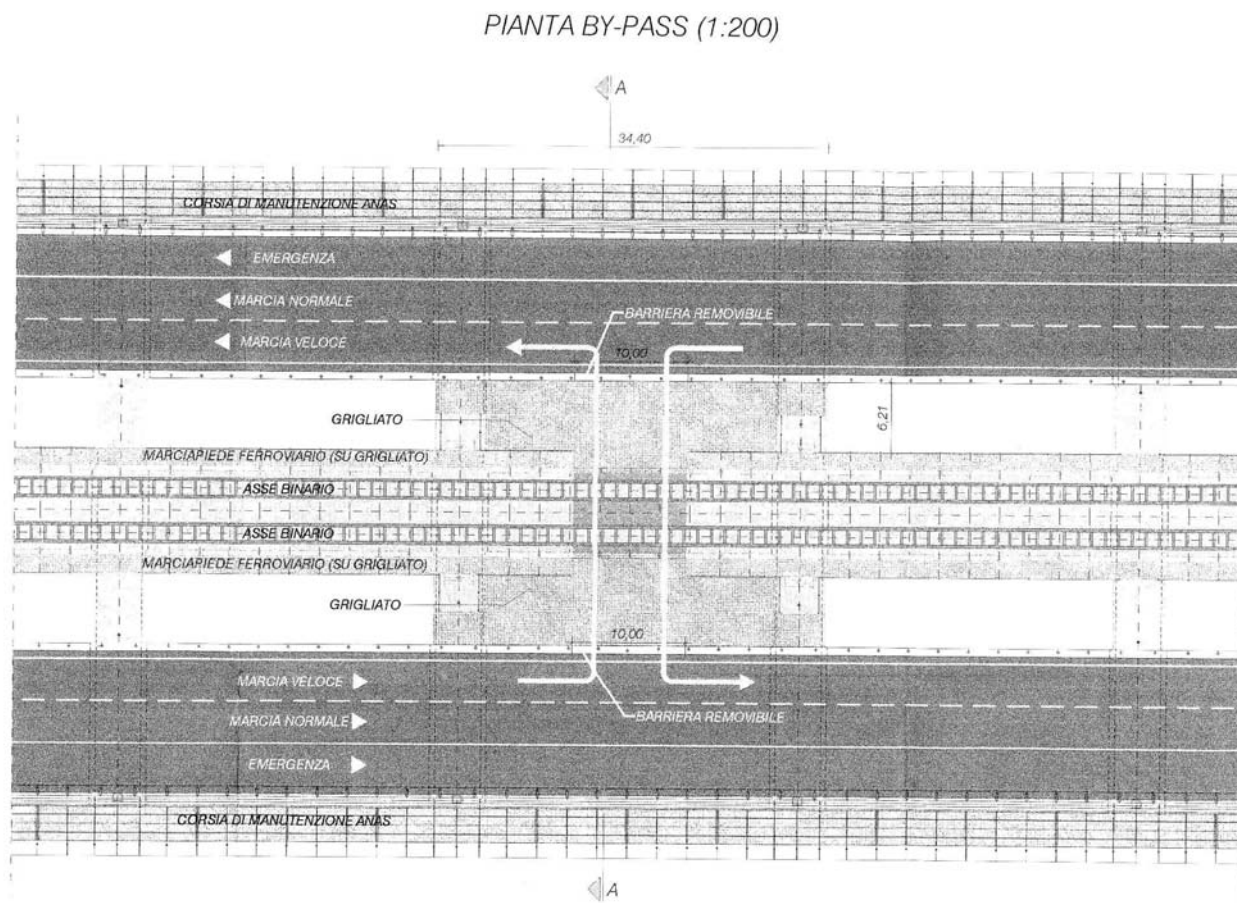 PIANTA BY-PASS (1:200)
A
34,40
CORSIA DI MANUTENZIONE ANAS
EMERGENZA
MARCIA NORMALE
BARRIERA REMOVIBILE
MARCIA VELOCE
10,00
GRIGLIATO
6,21
MARCIAPIEDE FERROVIARIO (SU GRIGLIATO)
ASSE BINARIO
ASSE BINARIO
MARCIAPIEDE FERROVIARIO (SU GRIGLIATO)
GRIGLIATO
10,00
MARCIA VELOCE
MARCIA NORMALE
BARRIERA REMOVIBILE
EMERGENZA
CORSIA DI MANUTENZIONE ANAS
A